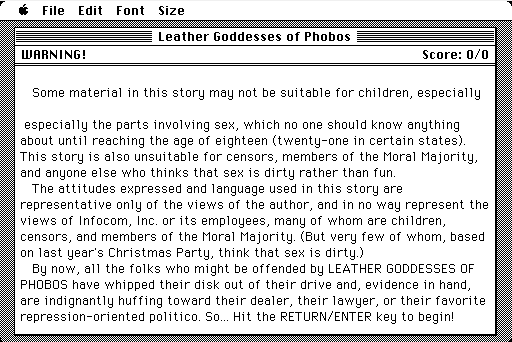 File Edit Font Size
Leather Goddesses of Phobos
WARNING! Score: 0/0
Some material in this story may not be suitable for children, especially
especially the parts involving sex, which no one should know anything
about until reaching the age of eighteen (twenty-one in certain states).
This story is also unsuitable for censors, members of the Moral Majority,
and anyone else who thinks that sex is dirty rather than fun.
The attitudes expressed and language used in this story are
representative only of the views of the author, and in no way represent the
views of Infocom, Inc. or its employees, many of whom are children,
censors, and members of the Moral Majority. (But very few of whom, based
on last year's Christmas Party, think that sex is dirty.)
By now, all the folks who might be offended by LEATHER GODDESSES OF
PHOBOS have whipped their disk out of their drive and, evidence in hand,
are indignantly huffing toward their dealer, their lawyer, or their favorite
repression-oriented politico. So... Hit the RETURN/ENTER key to begin!